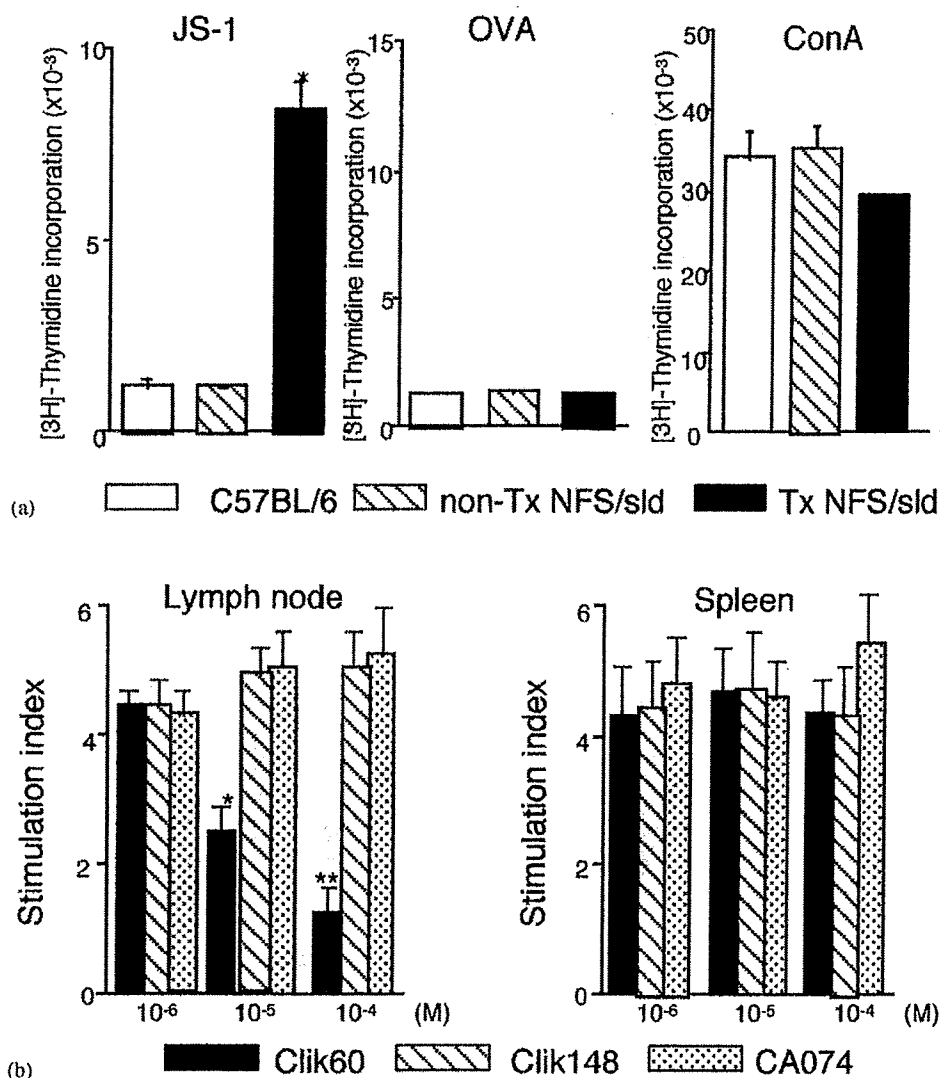 JS-1
OVA
ConA
[3H]-Thymidine incorporation (x10-³)
10
5
0
*
[3H]-Thymidine incorporation (x10-³)
15
10
5
0
[3H]-Thymidine incorporation (x10-³)
50
40
30
20
10
0
(a) C57BL/6 non-Tx NFS/sld Tx NFS/sld
Lymph node
Stimulation index
6
4
2
0
*
**
10-⁶ 10-⁵ 10-⁴ (M)
Spleen
Stimulation index
6
4
2
0
10-⁶ 10-⁵ 10-⁴ (M)
(b) Clik60 Clik148 CA074